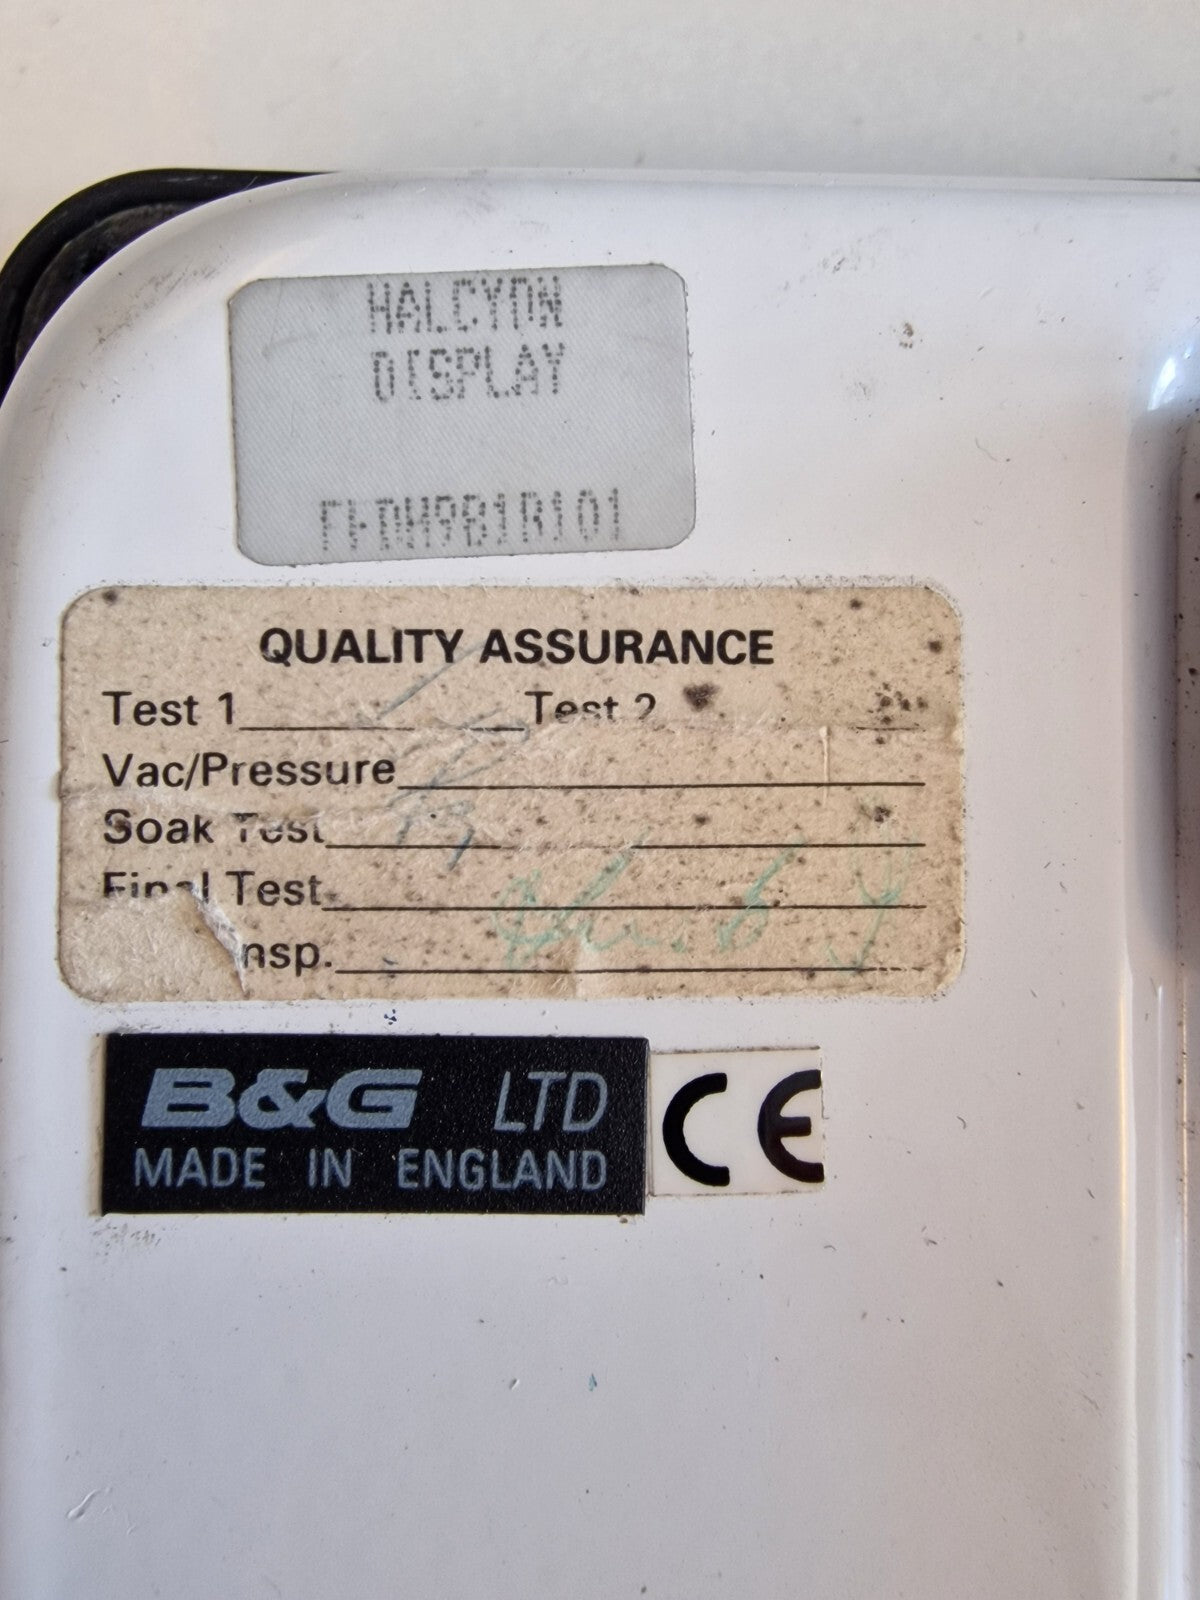 HALCYON
DISPLAY
QUALITY ASSURANCE
Test 1 Test 2
Vac/Pressure
Soak Test
Final Test
nsp.
B&G LTD CE
MADE IN ENGLAND